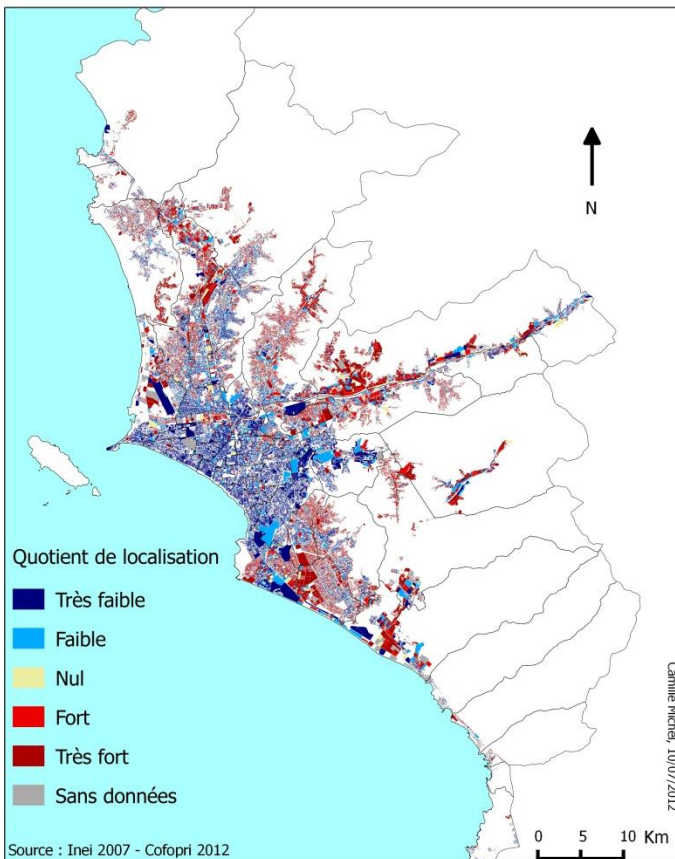 N
Quotient de localisation
Très faible
Faible
Nul
Fort
Très fort
Sans données
Camille Michel, 10/07/2012
0 5 10 Km
Source : Inei 2007 - Cofopri 2012